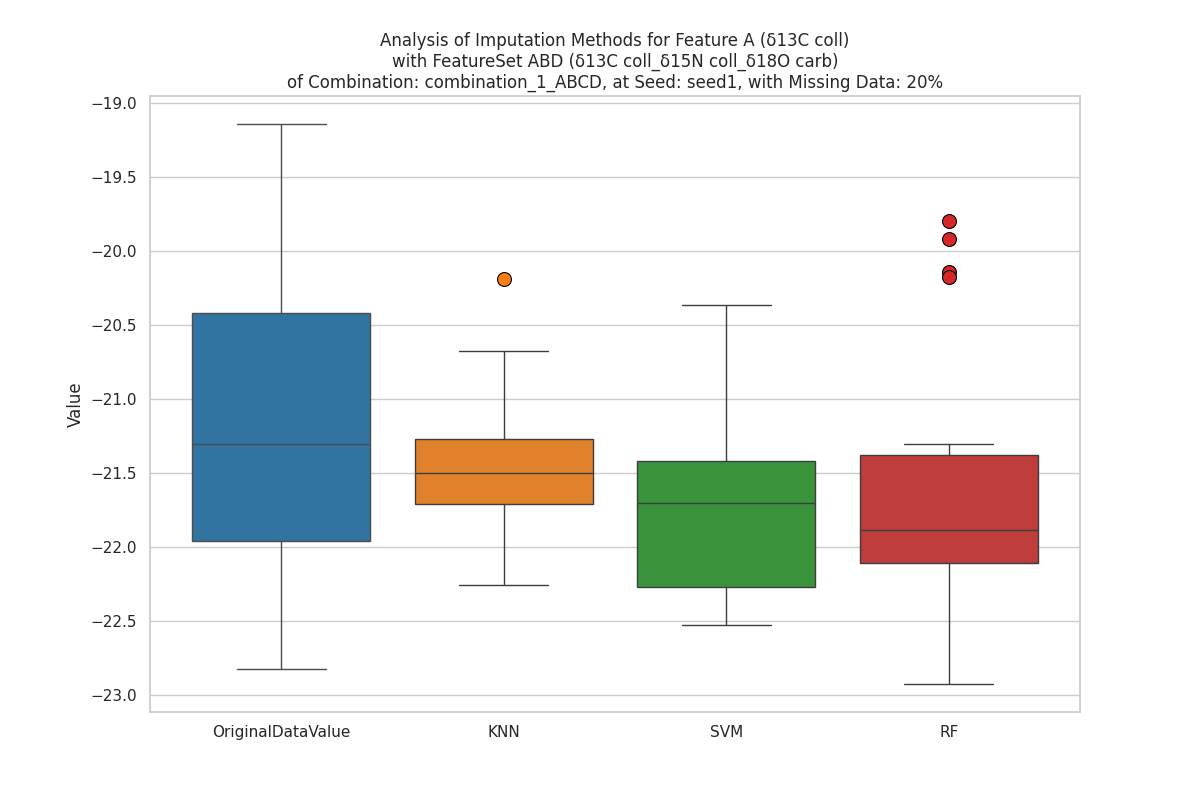 Analysis of Imputation Methods for Feature A (δ13C coll)
with FeatureSet ABD (δ13C coll_δ15N coll_δ18O carb)
of Combination: combination_1_ABCD, at Seed: seed1, with Missing Data: 20%
−19.0
−19.5
−20.0
−20.5
−21.0
−21.5
−22.0
−22.5
−23.0
Value
OriginalDataValue
KNN
SVM
RF